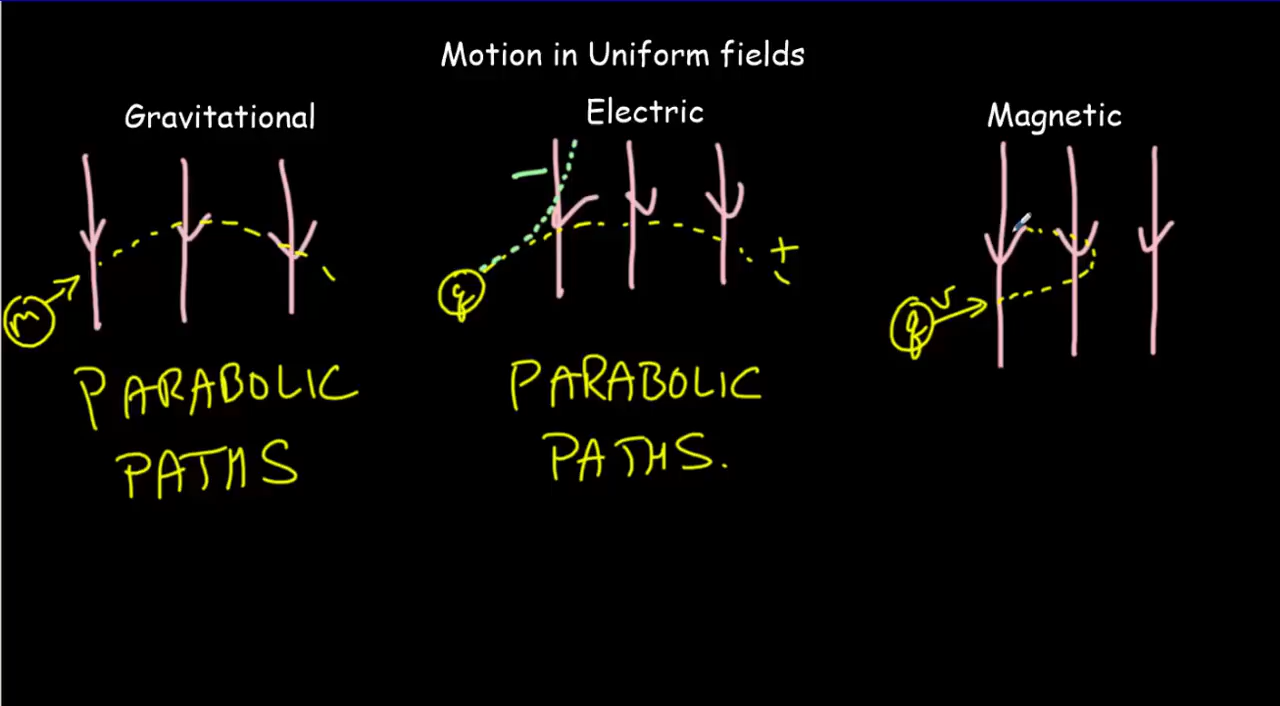 Motion in Uniform fields
Gravitational
Electric
Magnetic
−
+
m
q
q
v
PARABOLIC
PATHS
PARABOLIC
PATHS.